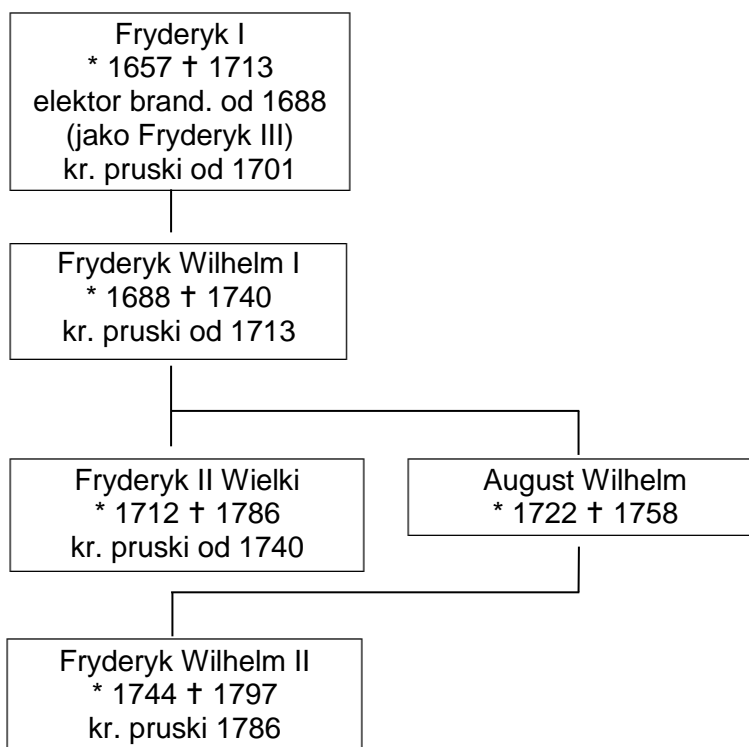 Fryderyk I
* 1657 † 1713
elektor brand. od 1688
(jako Fryderyk III)
kr. pruski od 1701
Fryderyk Wilhelm I
* 1688 † 1740
kr. pruski od 1713
Fryderyk II Wielki
* 1712 † 1786
kr. pruski od 1740
August Wilhelm
* 1722 † 1758
Fryderyk Wilhelm II
* 1744 † 1797
kr. pruski 1786